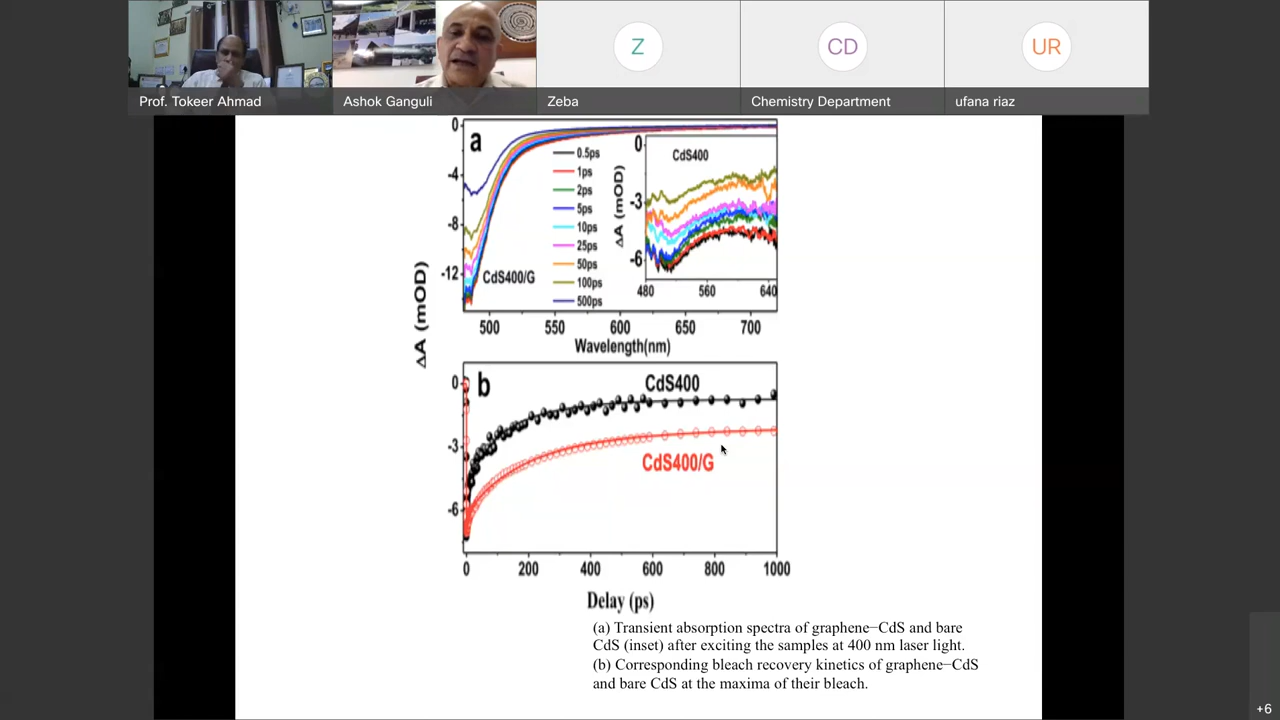 Z
CD
UR
Prof. Tokeer Ahmad
Ashok Ganguli
Zeba
Chemistry Department
ufana riaz
a
0
-4
-8
-12
0.5ps
1ps
2ps
5ps
10ps
25ps
50ps
100ps
500ps
CdS400/G
CdS400
0
-3
-6
ΔA (mOD)
480
560
640
500
550
600
650
700
Wavelength(nm)
ΔA (mOD)
b
0
-3
-6
CdS400
CdS400/G
0
200
400
600
800
1000
Delay (ps)
(a) Transient absorption spectra of graphene−CdS and bare
CdS (inset) after exciting the samples at 400 nm laser light.
(b) Corresponding bleach recovery kinetics of graphene−CdS
and bare CdS at the maxima of their bleach.
+6